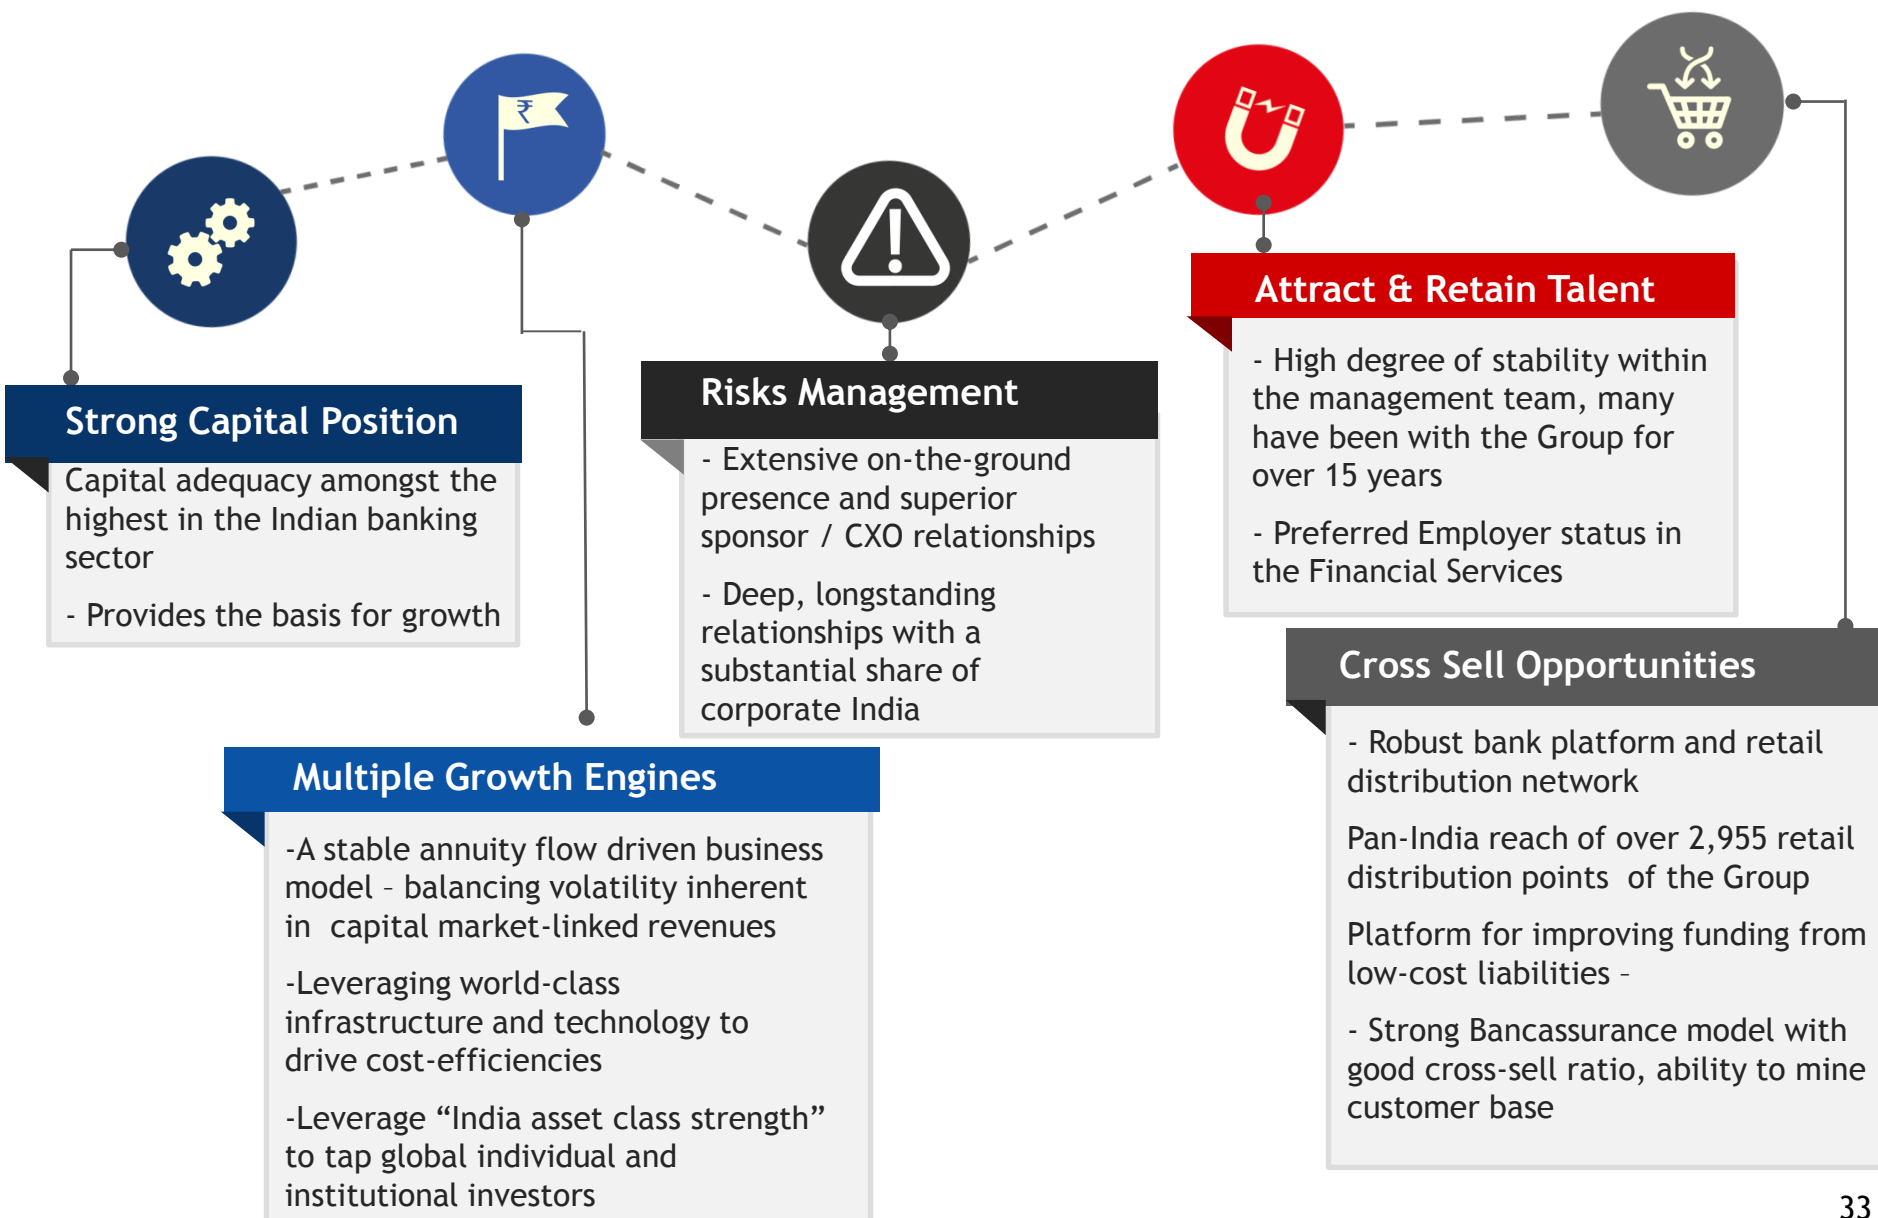 ₹
Strong Capital Position
Capital adequacy amongst the
highest in the Indian banking
sector
- Provides the basis for growth
Multiple Growth Engines
-A stable annuity flow driven business
model – balancing volatility inherent
in  capital market-linked revenues
-Leveraging world-class
infrastructure and technology to
drive cost-efficiencies
-Leverage “India asset class strength”
to tap global individual and
institutional investors
Risks Management
- Extensive on-the-ground
presence and superior
sponsor / CXO relationships
- Deep, longstanding
relationships with a
substantial share of
corporate India
Attract & Retain Talent
- High degree of stability within
the management team, many
have been with the Group for
over 15 years
- Preferred Employer status in
the Financial Services
Cross Sell Opportunities
- Robust bank platform and retail
distribution network
Pan-India reach of over 2,955 retail
distribution points  of the Group
Platform for improving funding from
low-cost liabilities –
- Strong Bancassurance model with
good cross-sell ratio, ability to mine
customer base
33